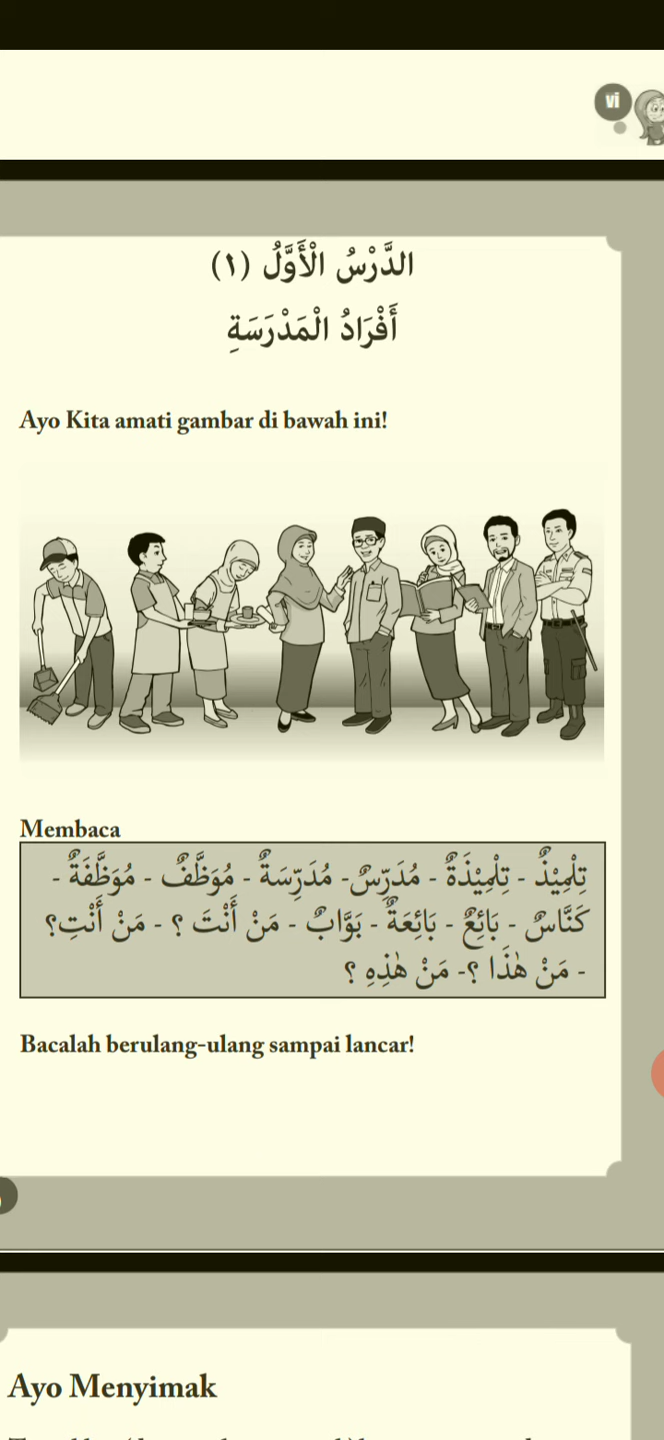 vi
الدَّرْسُ الْأَوَّلُ (١)
أَفْرَادُ الْمَدْرَسَةِ
Ayo Kita amati gambar di bawah ini!
Membaca
تِلْمِيْذٌ - تِلْمِيْذَةٌ - مُدَرِّسٌ- مُدَرِّسَةٌ - مُوَظَّفٌ - مُوَظَّفَةٌ -
كَنَّاسٌ - بَائِعٌ - بَائِعَةٌ - بَوَّابٌ - مَنْ أَنْتَ ؟ - مَنْ أَنْتِ؟
- مَنْ هٰذَا ؟- مَنْ هٰذِهِ ؟
Bacalah berulang-ulang sampai lancar!
Ayo Menyimak